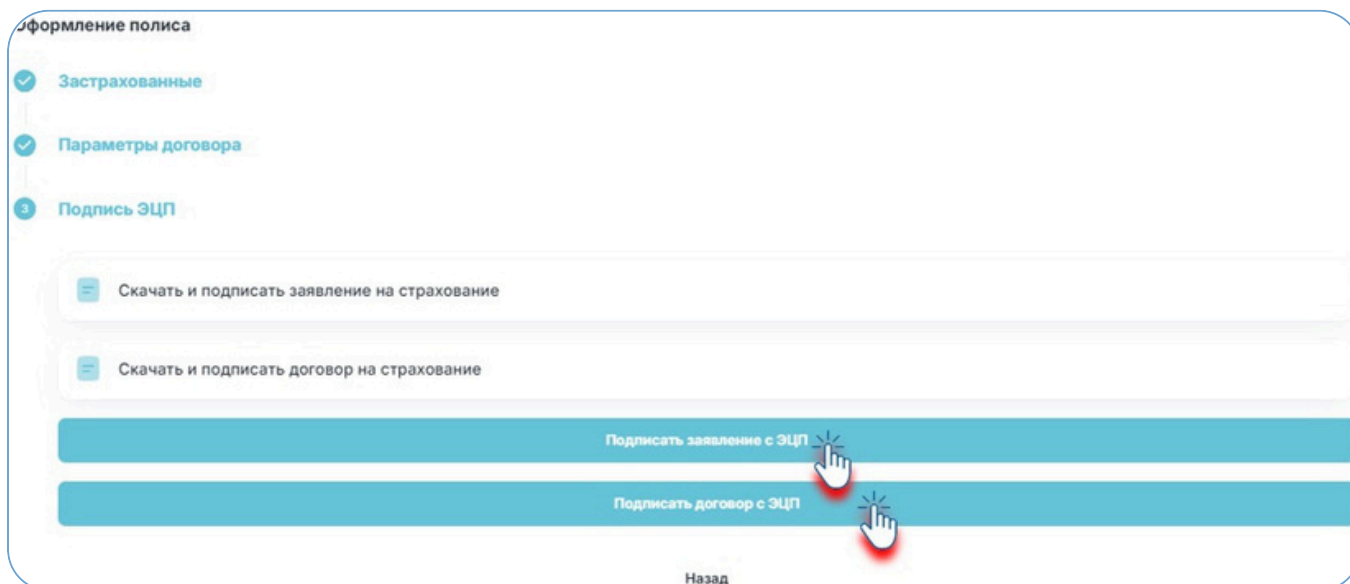 Оформление полиса
Застрахованные
Параметры договора
3 Подпись ЭЦП
Скачать и подписать заявление на страхование
Скачать и подписать договор на страхование
Подписать заявление с ЭЦП
Подписать договор с ЭЦП
Назад